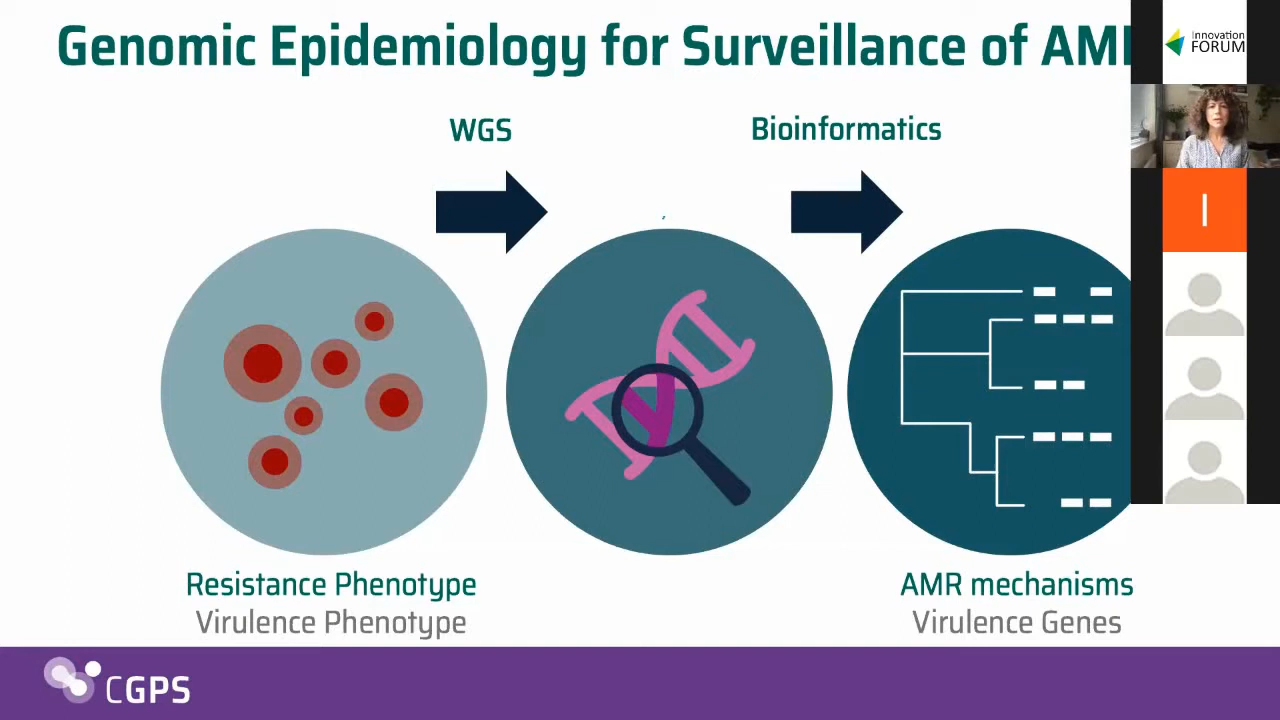 Genomic Epidemiology for Surveillance of AM
Innovation
FORUM
WGS
Bioinformatics
I
Resistance Phenotype
Virulence Phenotype
AMR mechanisms
Virulence Genes
CGPS